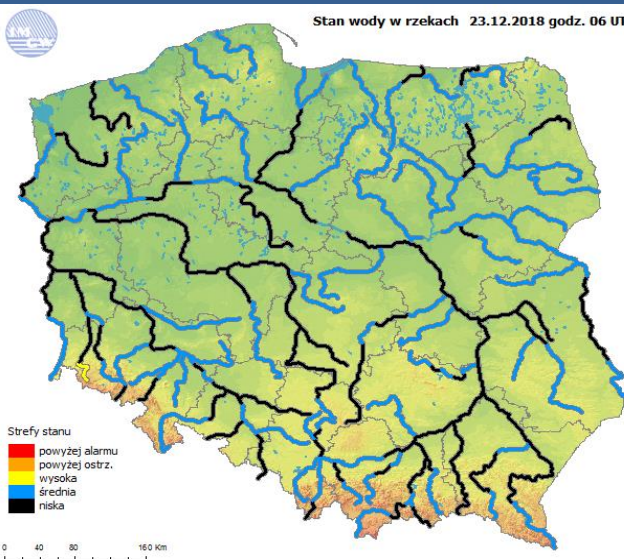 Stan wody w rzekach 23.12.2018 godz. 06 UT
Strefy stanu
powyżej alarmu
powyżej ostrz.
wysoka
średnia
niska
0 40 80 160 Km